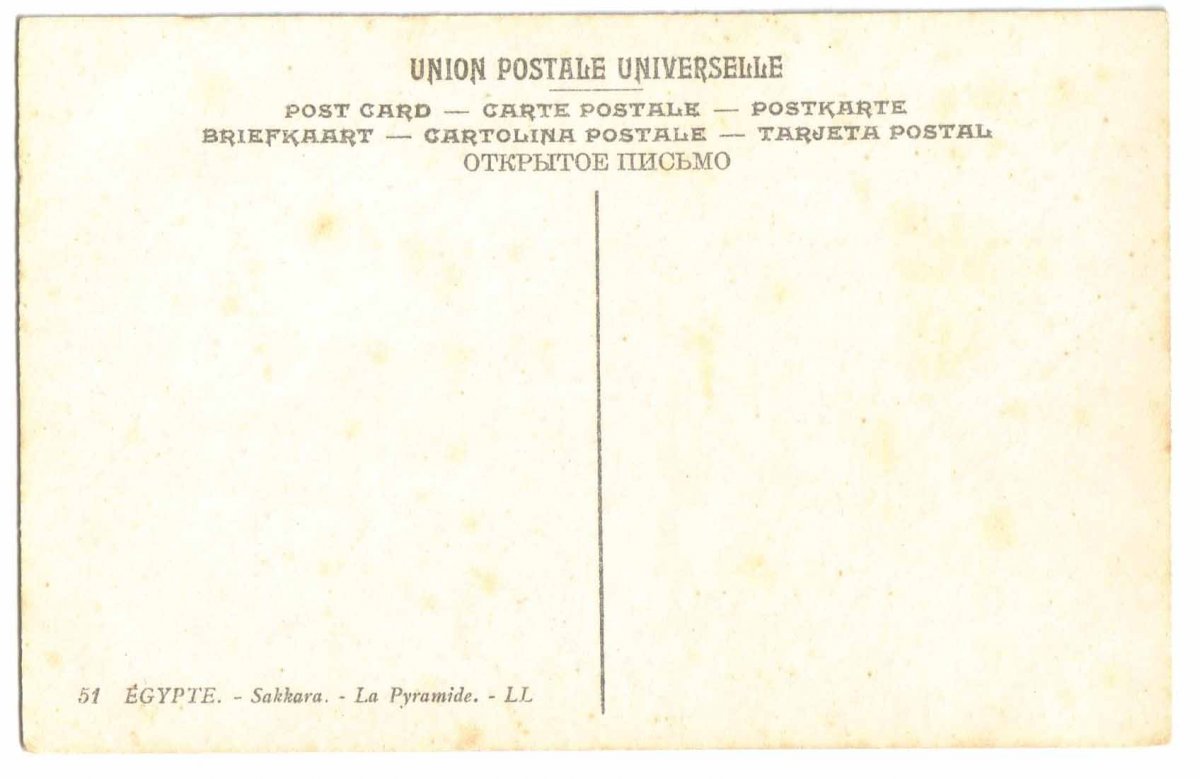 UNION POSTALE UNIVERSELLE
POST CARD — CARTE POSTALE — POSTKARTE
BRIEFKAART — CARTOLINA POSTALE — TARJETA POSTAL
ОТКРЫТОЕ ПИСЬМО
51 ÉGYPTE. - Sakkara. - La Pyramide. - LL